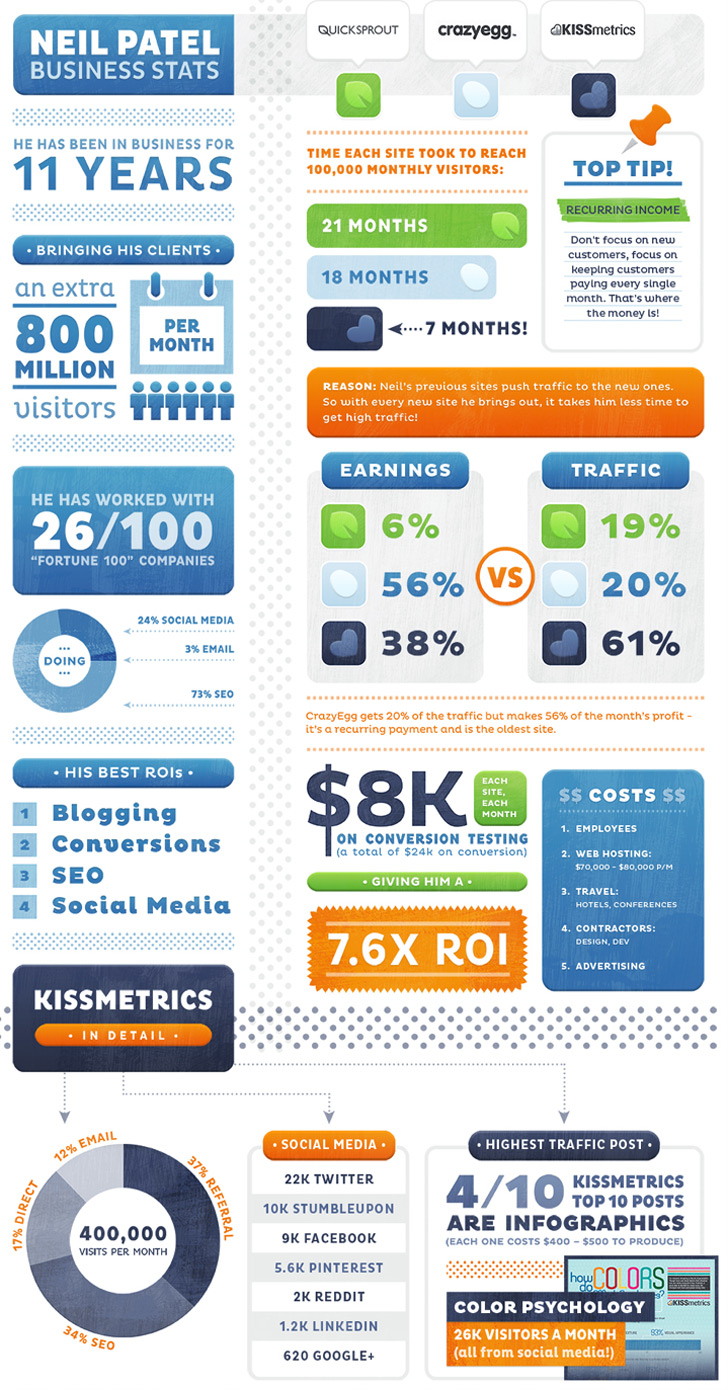 NEIL PATEL
BUSINESS STATS
QUICKSPROUT
crazyegg™
KISSmetrics
HE HAS BEEN IN BUSINESS FOR
11 YEARS
• BRINGING HIS CLIENTS •
an extra
800
MILLION
visitors
PER
MONTH
HE HAS WORKED WITH
26/100
"FORTUNE 100" COMPANIES
...
DOING
...
24% SOCIAL MEDIA
3% EMAIL
73% SEO
• HIS BEST ROIs •
1 Blogging
2 Conversions
3 SEO
4 Social Media
TIME EACH SITE TOOK TO REACH
100,000 MONTHLY VISITORS:
21 MONTHS
18 MONTHS
7 MONTHS!
TOP TIP!
RECURRING INCOME
Don't focus on new
customers, focus on
keeping customers
paying every single
month. That's where
the money is!
REASON: Neil's previous sites push traffic to the new ones.
So with every new site he brings out, it takes him less time to
get high traffic!
EARNINGS
6%
56%
38%
VS
TRAFFIC
19%
20%
61%
CrazyEgg gets 20% of the traffic but makes 56% of the month's profit –
it's a recurring payment and is the oldest site.
$8K
EACH
SITE,
EACH
MONTH
ON CONVERSION TESTING
(a total of $24k on conversion)
• GIVING HIM A •
7.6X ROI
$$ COSTS $$
1. EMPLOYEES
2. WEB HOSTING:
$70,000 - $80,000 P/M
3. TRAVEL:
HOTELS, CONFERENCES
4. CONTRACTORS:
DESIGN, DEV
5. ADVERTISING
KISSMETRICS
• IN DETAIL •
12% EMAIL
37% REFERRAL
17% DIRECT
34% SEO
400,000
VISITS PER MONTH
• SOCIAL MEDIA •
22K TWITTER
10K STUMBLEUPON
9K FACEBOOK
5.6K PINTEREST
2K REDDIT
1.2K LINKEDIN
620 GOOGLE+
• HIGHEST TRAFFIC POST •
4/10 KISSMETRICS
TOP 10 POSTS
ARE INFOGRAPHICS
(EACH ONE COSTS $400 – $500 TO PRODUCE)
how COLORS
do
KISSmetrics
COLOR PSYCHOLOGY
26K VISITORS A MONTH
(all from social media!)